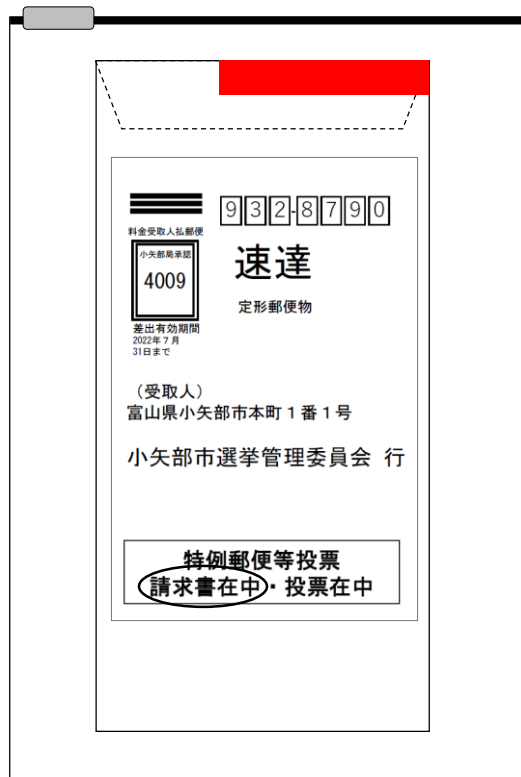 932-8790
料金受取人払郵便
小矢部局承認
4009
速達
定形郵便物
差出有効期間
2022年7月
31日まで
（受取人）
富山県小矢部市本町１番１号
小矢部市選挙管理委員会 行
特例郵便等投票
請求書在中・投票在中